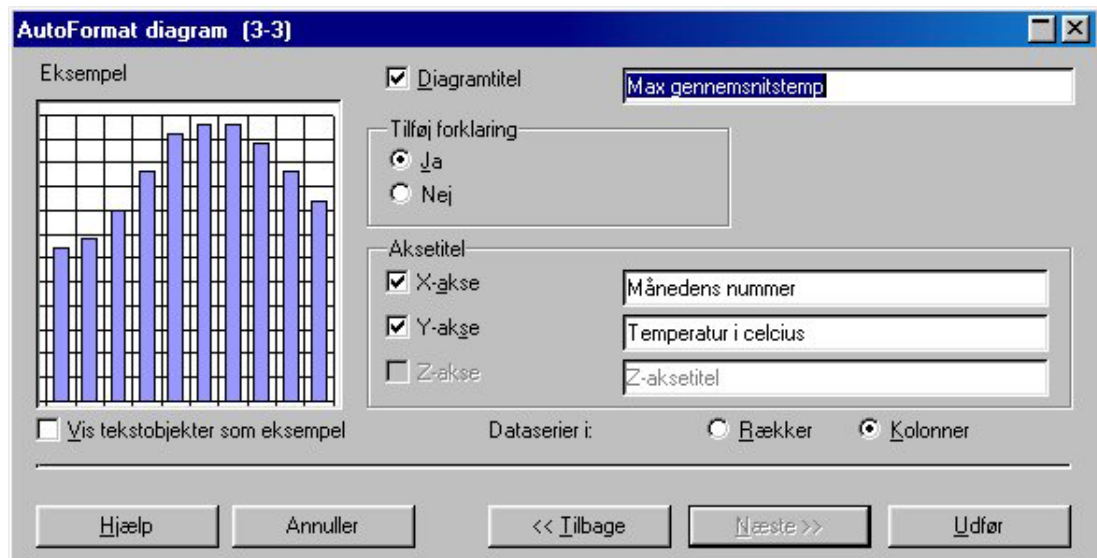 AutoFormat diagram (3-3)
Eksempel
Diagramtitel
Max gennemsnitstemp
Tilføj forklaring
Ja
Nej
Aksetitel
X-akse
Månedens nummer
Y-akse
Temperatur i celcius
Z-akse
Z-aksetitel
Vis tekstobjekter som eksempel
Dataserier i:
Rækker
Kolonner
Hjælp
Annuller
<< Tilbage
Næste >>
Udfør